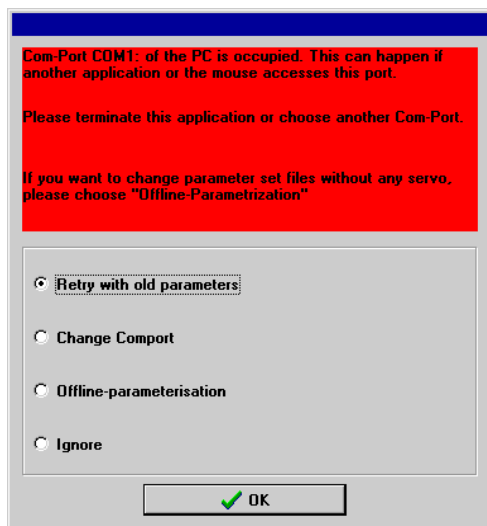 Com-Port COM1: of the PC is occupied. This can happen if
another application or the mouse accesses this port.
Please terminate this application or choose another Com-Port.
If you want to change parameter set files without any servo,
please choose "Offline-Parametrization"
Retry with old parameters
Change Comport
Offline-parameterisation
Ignore
OK